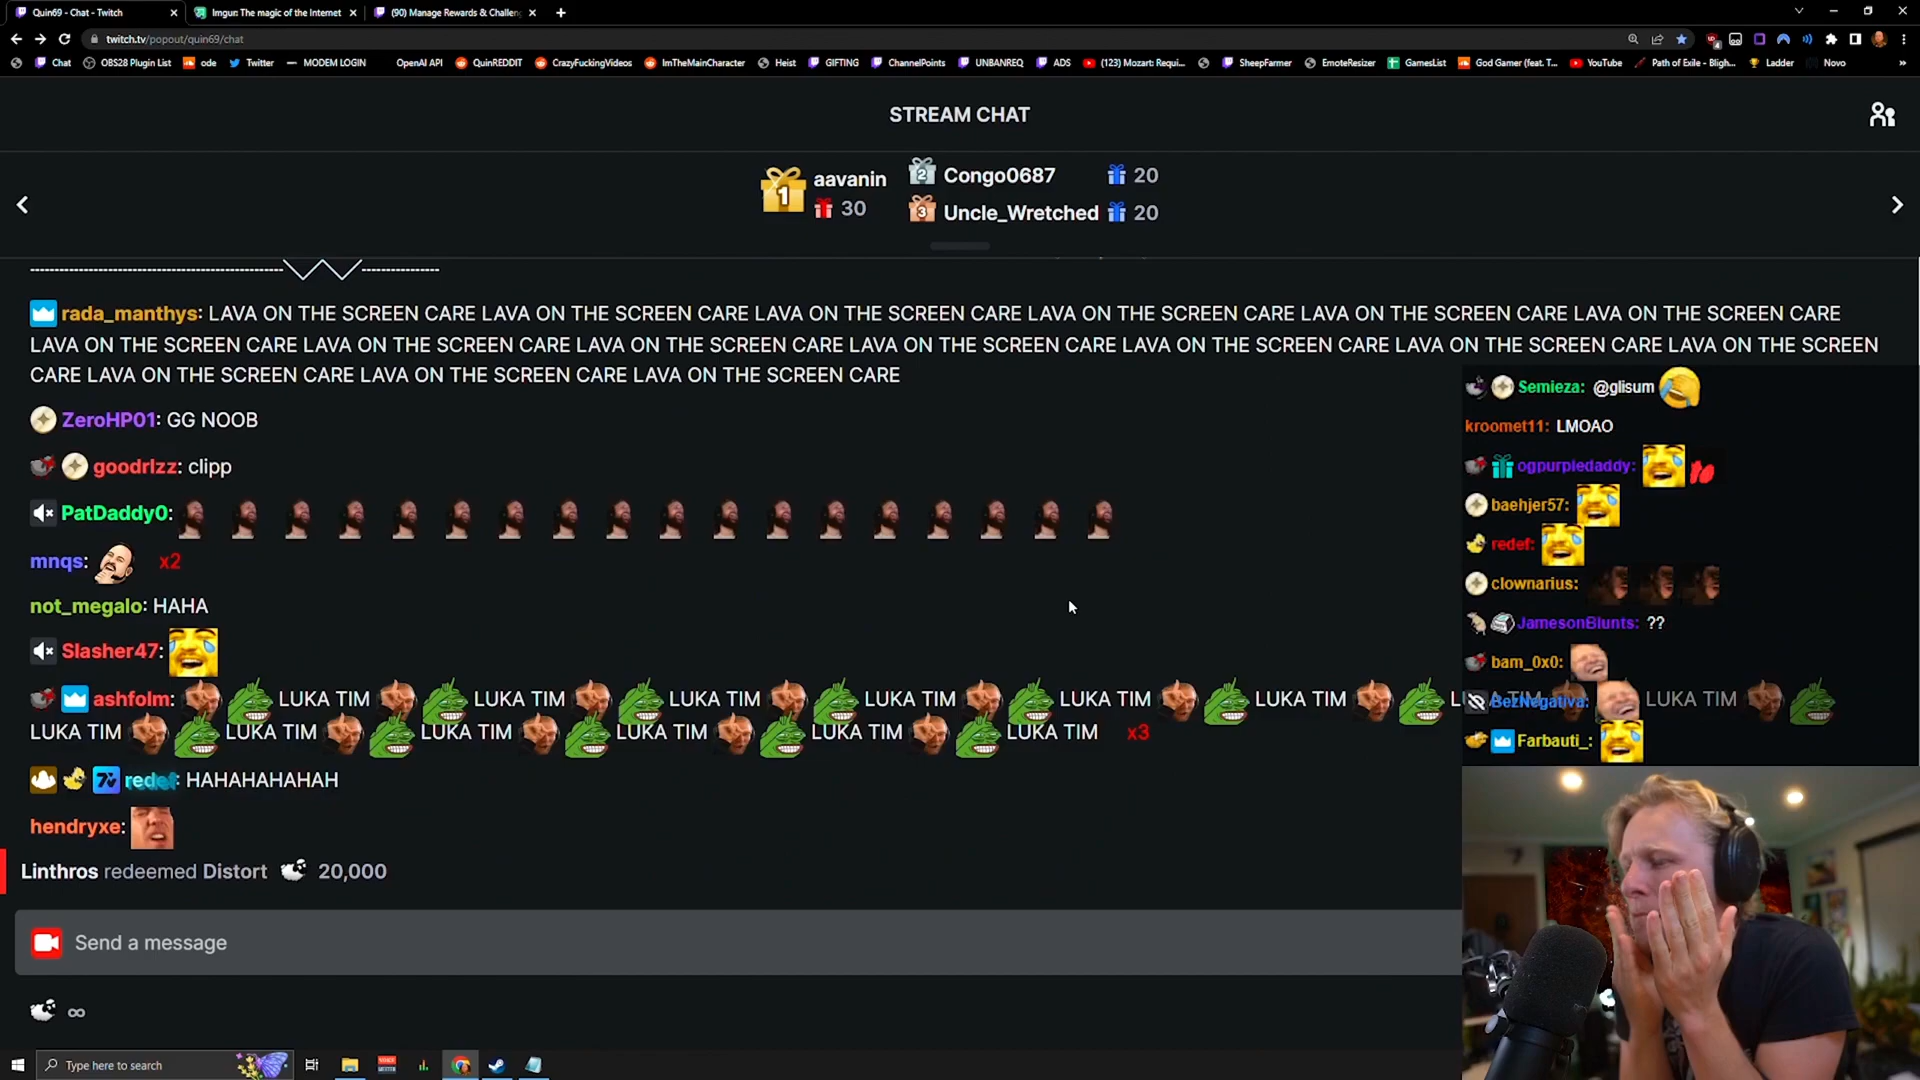 Quin69 - Chat - Twitch
Imgur: The magic of the Internet
(90) Manage Rewards & Challen
twitch.tv/popout/quin69/chat
Chat
OBS28 Plugin List
ode
Twitter
MODEM LOGIN
OpenAI API
QuinREDDIT
CrazyFuckingVideos
ImTheMainCharacter
Heist
GIFTING
ChannelPoints
UNBANREQ
ADS
(123) Mozart: Requi...
SheepFarmer
EmoteResizer
GamesList
God Gamer (feat. T...
YouTube
Path of Exile - Bligh...
Ladder
Novo
STREAM CHAT
1 aavanin 30
2 Congo0687 20
3 Uncle_Wretched 20
rada_manthys: LAVA ON THE SCREEN CARE LAVA ON THE SCREEN CARE LAVA ON THE SCREEN CARE LAVA ON THE SCREEN CARE LAVA ON THE SCREEN CARE LAVA ON THE SCREEN CARE
LAVA ON THE SCREEN CARE LAVA ON THE SCREEN CARE LAVA ON THE SCREEN CARE LAVA ON THE SCREEN CARE LAVA ON THE SCREEN CARE LAVA ON THE SCREEN CARE LAVA ON THE SCREEN
CARE LAVA ON THE SCREEN CARE LAVA ON THE SCREEN CARE LAVA ON THE SCREEN CARE
ZeroHP01: GG NOOB
goodrlzz: clipp
PatDaddy0:
mnqs: x2
not_megalo: HAHA
Slasher47:
ashfolm: LUKA TIM LUKA TIM LUKA TIM LUKA TIM LUKA TIM LUKA TIM LUKA TIM LUKA TIM
LUKA TIM LUKA TIM LUKA TIM LUKA TIM LUKA TIM LUKA TIM x3
redef: HAHAHAHAHAH
hendryxe:
Linthros redeemed Distort 20,000
Send a message
∞
Semieza: @glisum
kroomet11: LMOAO
ogpurpledaddy:
baehjer57:
redef:
clownarius:
JamesonBlunts: ??
bam_0x0:
BezNegativa:
Farbauti_:
Type here to search